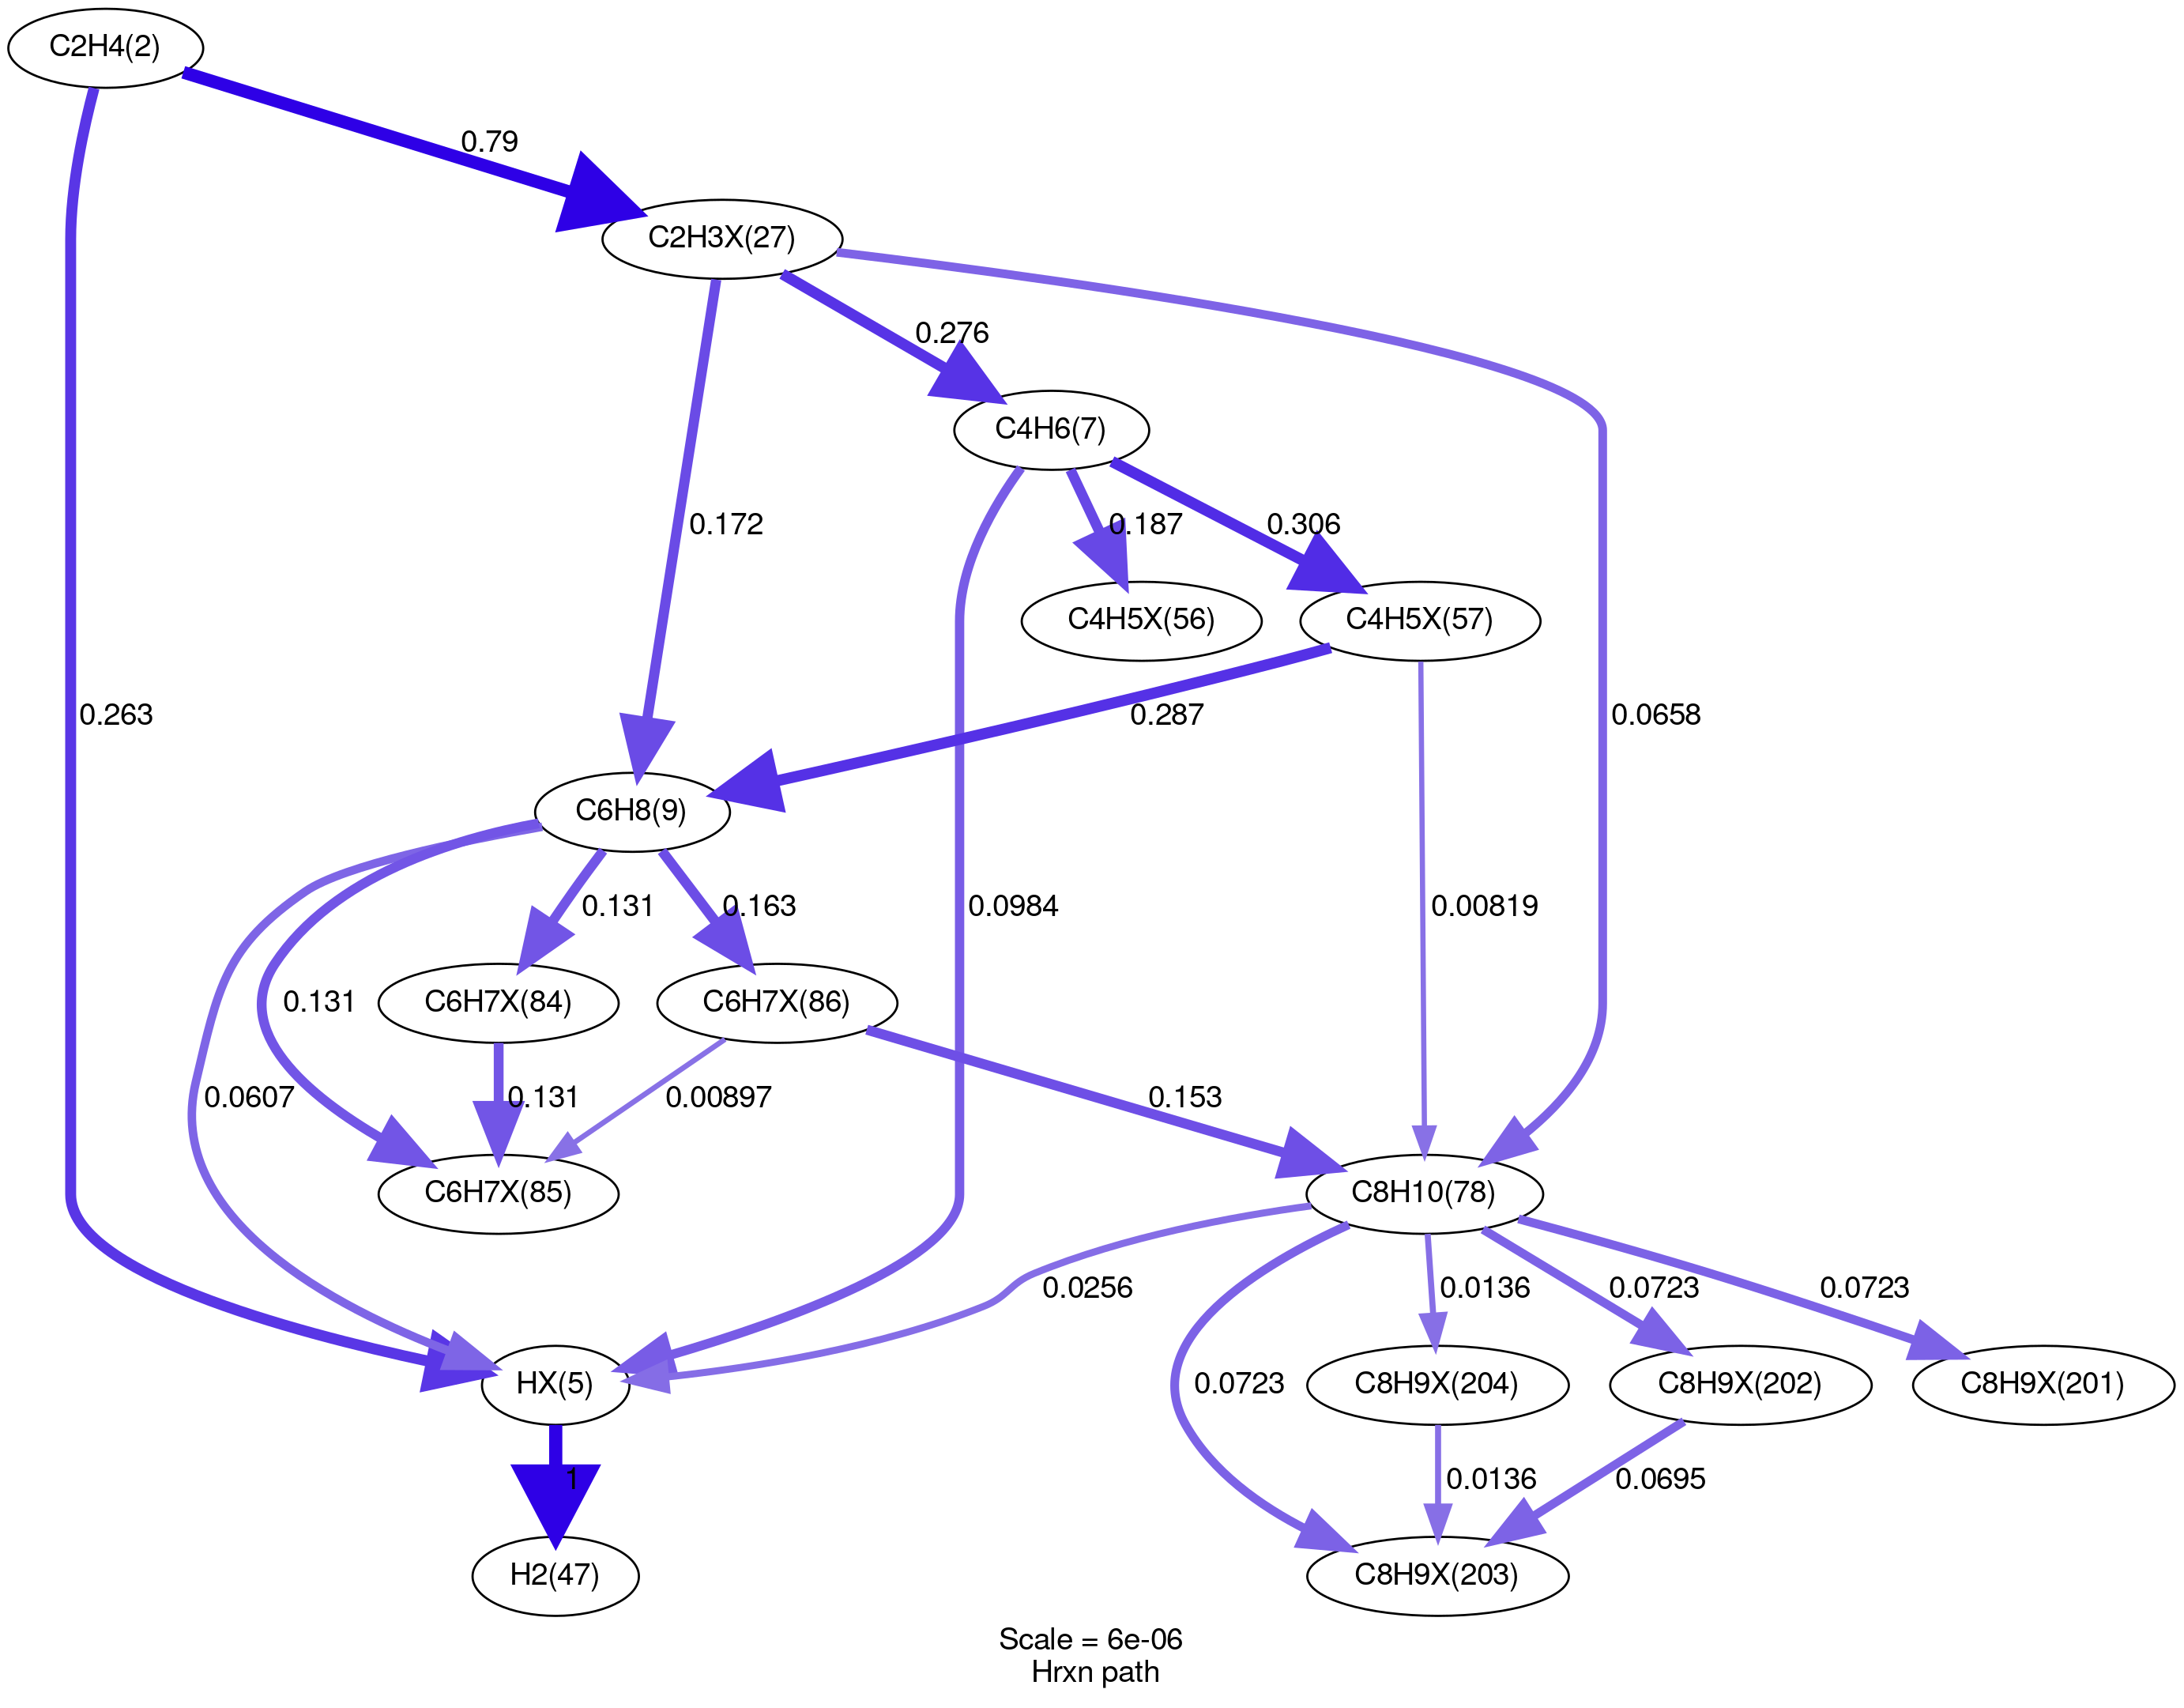 C2H4(2)
0.79
C2H3X(27)
0.276
C4H6(7)
0.172
0.187
0.306
C4H5X(56)
C4H5X(57)
0.263
0.287
0.0658
C6H8(9)
0.131
0.163
0.0984
0.00819
0.131
C6H7X(84)
C6H7X(86)
0.0607
0.131
0.00897
0.153
C6H7X(85)
C8H10(78)
0.0256
0.0136
0.0723
0.0723
0.0723
HX(5)
C8H9X(204)
C8H9X(202)
C8H9X(201)
1
0.0136
0.0695
H2(47)
C8H9X(203)
Scale = 6e-06
Hrxn path